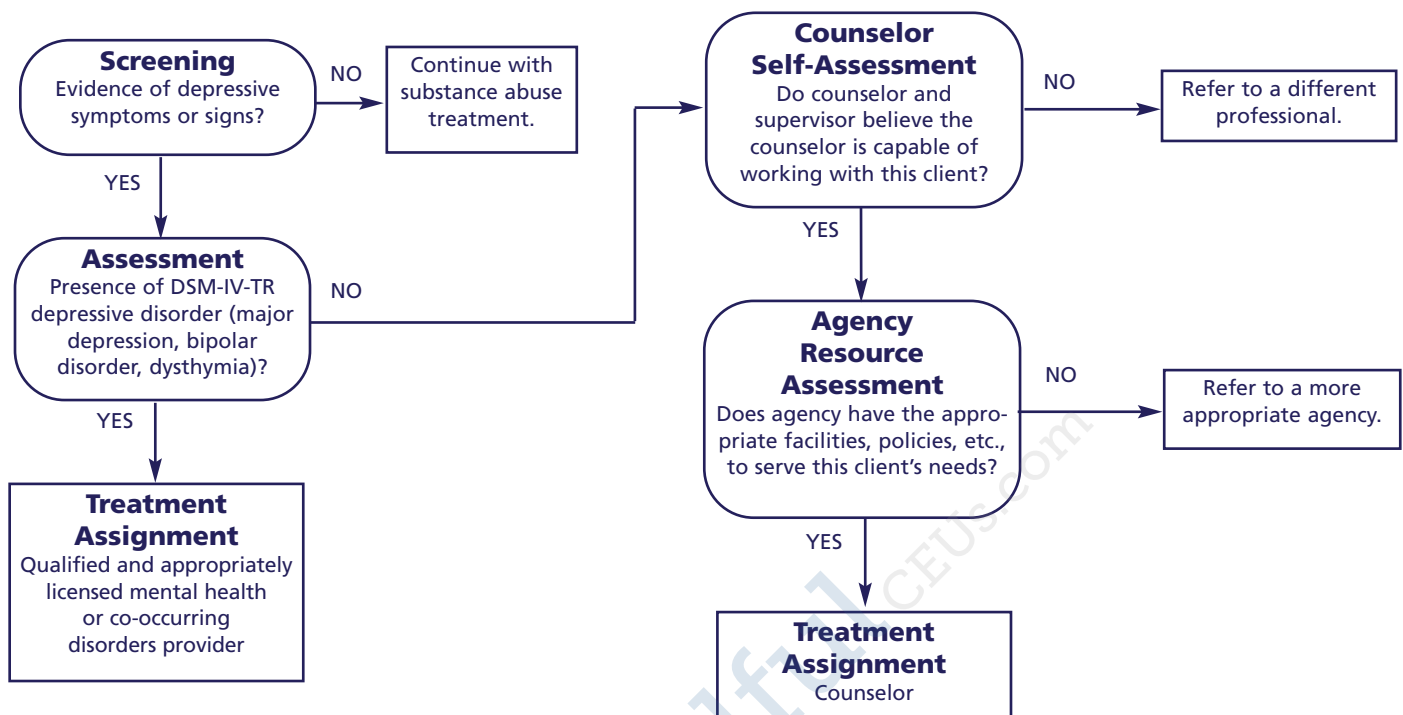 Screening
Evidence of depressive
symptoms or signs?
NO
Continue with
substance abuse
treatment.
YES
Assessment
Presence of DSM-IV-TR
depressive disorder (major
depression, bipolar
disorder, dysthymia)?
NO
YES
Treatment
Assignment
Qualified and appropriately
licensed mental health
or co-occurring
disorders provider
Counselor
Self-Assessment
Do counselor and
supervisor believe the
counselor is capable of
working with this client?
NO
Refer to a different
professional.
YES
Agency
Resource
Assessment
Does agency have the appro-
priate facilities, policies, etc.,
to serve this client's needs?
NO
Refer to a more
appropriate agency.
YES
Treatment
Assignment
Counselor
CEUs.com